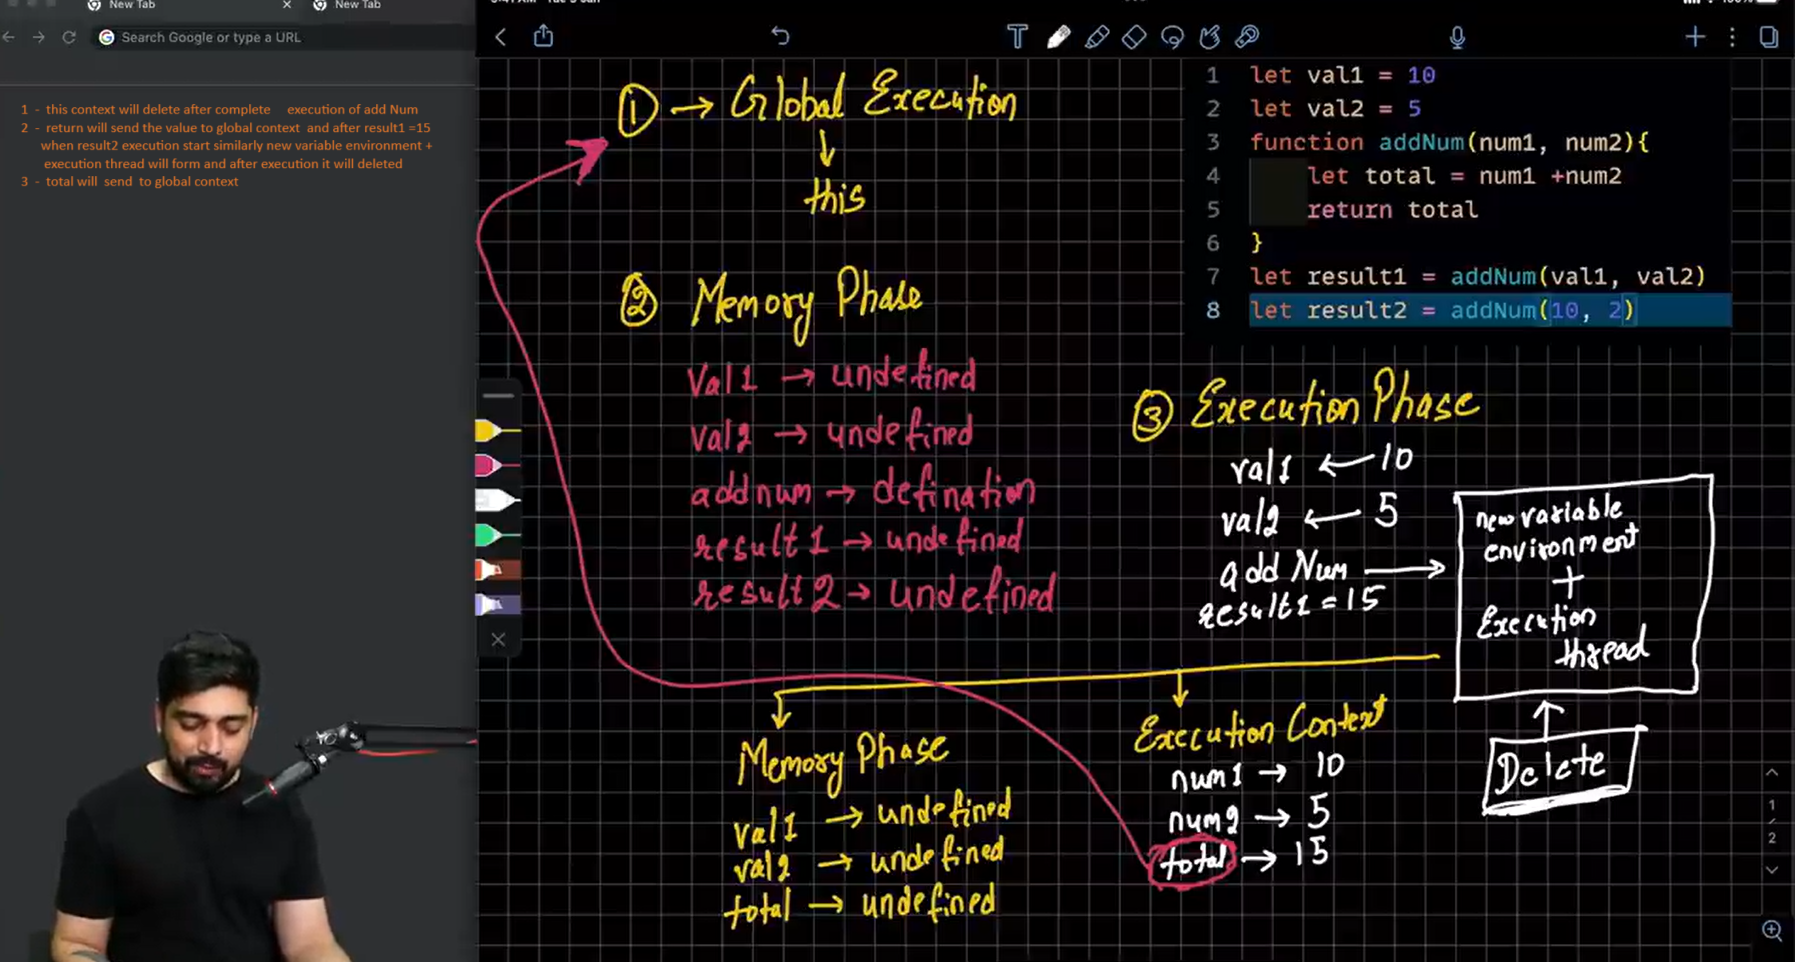 New Tab
New Tab
Search Google or type a URL
1 - this context will delete after complete execution of add Num
2 - return will send the value to global context and after result1 =15
when result2 execution start similarly new variable environment +
execution thread will form and after execution it will deleted
3 - total will send to global context
① → Global Execution
↓
this
② Memory Phase
Val1 → undefined
val2 → undefined
addnum → defination
result1 → undefined
result2 → undefined
1 let val1 = 10
2 let val2 = 5
3 function addNum(num1, num2){
4 let total = num1 +num2
5 return total
6 }
7 let result1 = addNum(val1, val2)
8 let result2 = addNum(10, 2)
③ Execution Phase
val1 ← 10
val2 ← 5
add Num →
result1 = 15
new variable
environment
+
Execution
thread
Delete
Memory Phase
val1 → undefined
val2 → undefined
total → undefined
Execution Context
num1 → 10
num2 → 5
total → 15
1
2